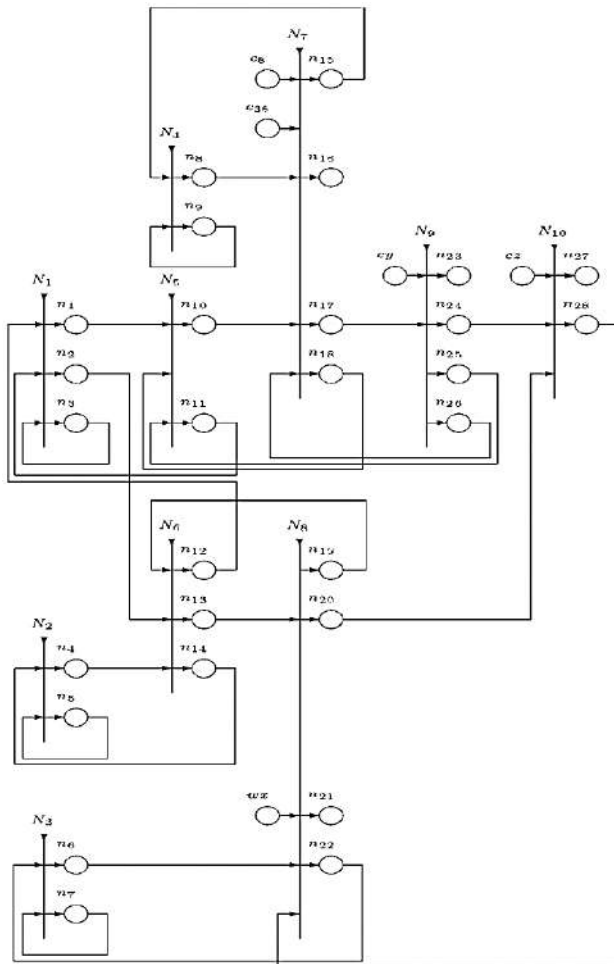 N7
c8 n15
c36
N4
n8 n16
n9
N9 N10
cy n23 cz n27
N1 N5
n1 n10 n17 n24 n28
n2 n18 n25
n3 n11 n26
N6 N8
n12 n19
n13 n20
N2
n4 n14
n5
wx n21
N3
n6 n22
n7